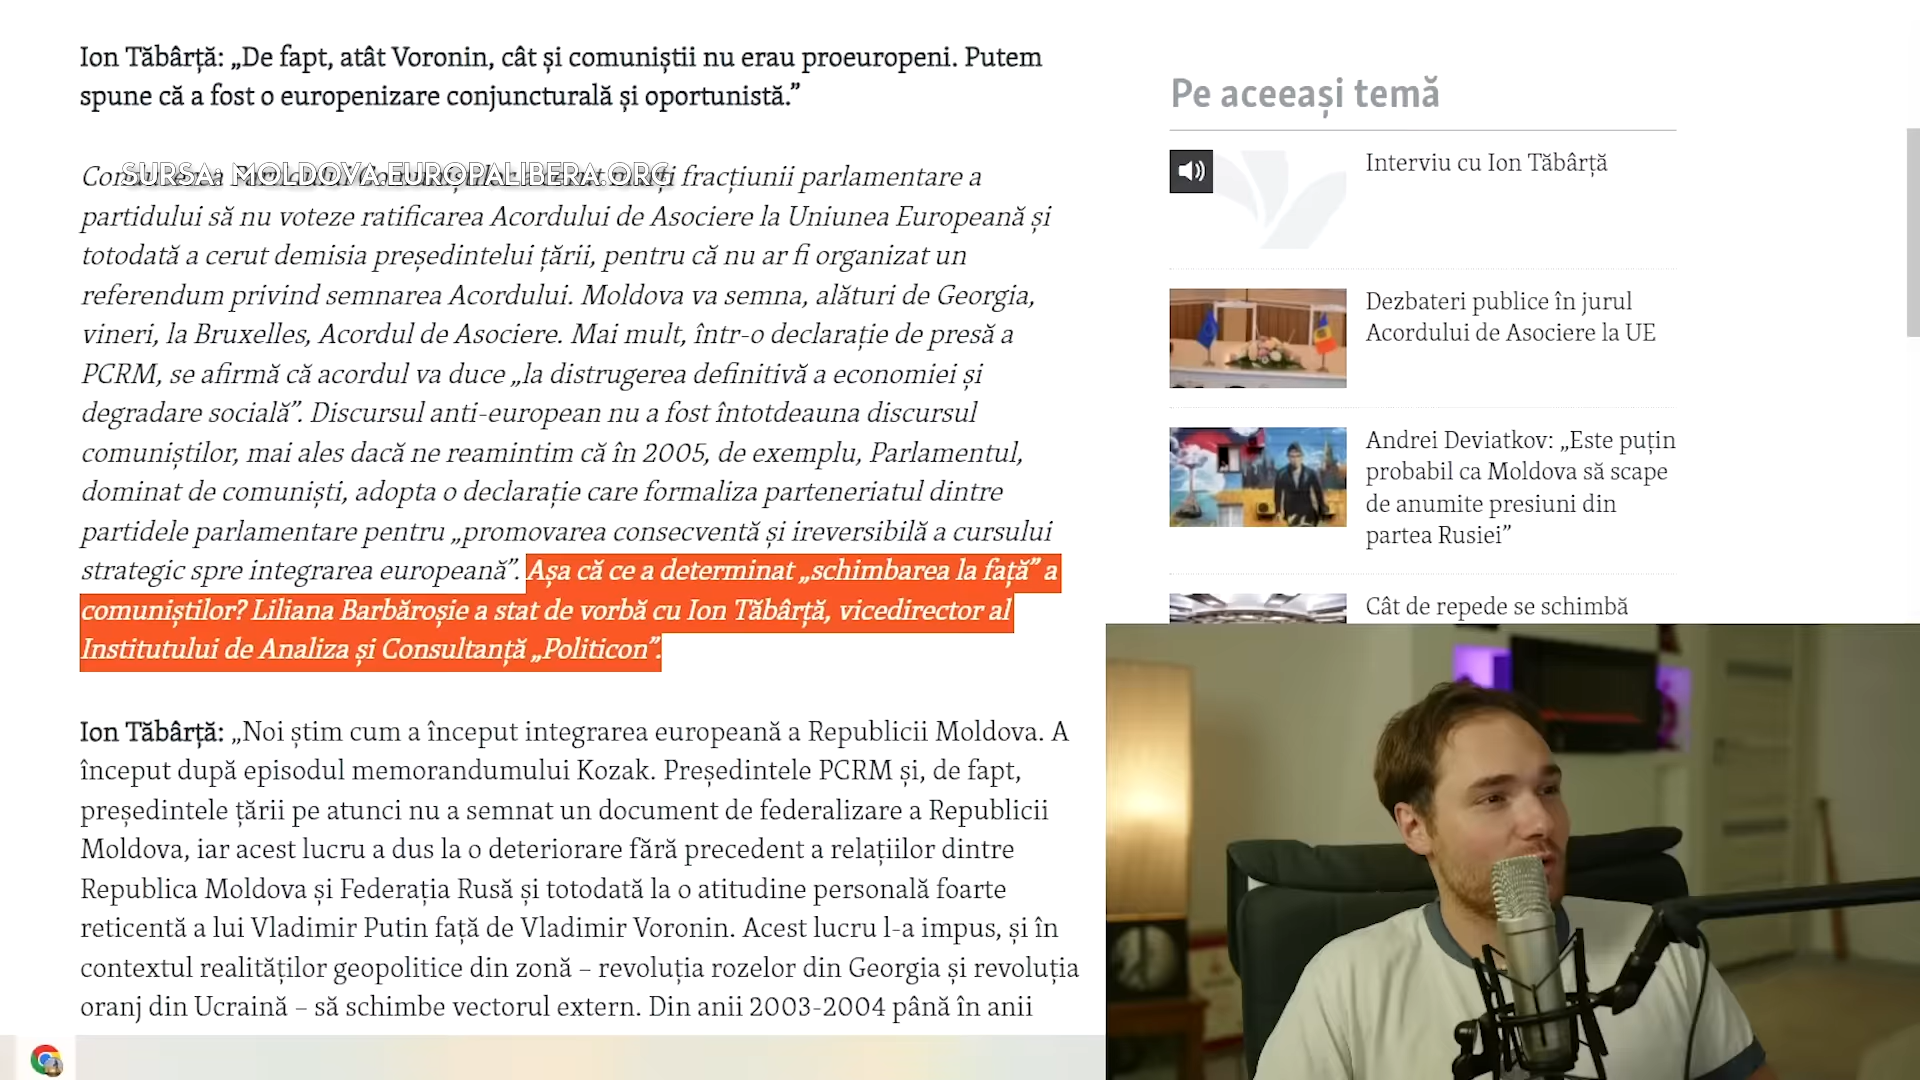 Ion Tăbârță: „De fapt, atât Voronin, cât și comuniștii nu erau proeuropeni. Putem
spune că a fost o europenizare conjuncturală și oportunistă.”
SURSA: MOLDOVA.EUROPALIBERA.ORG
fracțiunii parlamentare a
partidului să nu voteze ratificarea Acordului de Asociere la Uniunea Europeană și
totodată a cerut demisia președintelui țării, pentru că nu ar fi organizat un
referendum privind semnarea Acordului. Moldova va semna, alături de Georgia,
vineri, la Bruxelles, Acordul de Asociere. Mai mult, într-o declarație de presă a
PCRM, se afirmă că acordul va duce „la distrugerea definitivă a economiei și
degradare socială”. Discursul anti-european nu a fost întotdeauna discursul
comuniștilor, mai ales dacă ne reamintim că în 2005, de exemplu, Parlamentul,
dominat de comuniști, adopta o declarație care formaliza parteneriatul dintre
partidele parlamentare pentru „promovarea consecventă și ireversibilă a cursului
strategic spre integrarea europeană”. Așa că ce a determinat „schimbarea la față” a
comuniștilor? Liliana Barbăroșie a stat de vorbă cu Ion Tăbârță, vicedirector al
Institutului de Analiza și Consultanță „Politicon”.
Ion Tăbârță: „Noi știm cum a început integrarea europeană a Republicii Moldova. A
început după episodul memorandumului Kozak. Președintele PCRM și, de fapt,
președintele țării pe atunci nu a semnat un document de federalizare a Republicii
Moldova, iar acest lucru a dus la o deteriorare fără precedent a relațiilor dintre
Republica Moldova și Federația Rusă și totodată la o atitudine personală foarte
reticentă a lui Vladimir Putin față de Vladimir Voronin. Acest lucru l-a impus, și în
contextul realităților geopolitice din zonă – revoluția rozelor din Georgia și revoluția
oranj din Ucraină – să schimbe vectorul extern. Din anii 2003-2004 până în anii
Pe aceeași temă
Interviu cu Ion Tăbârță
Dezbateri publice în jurul
Acordului de Asociere la UE
Andrei Deviatkov: „Este puțin
probabil ca Moldova să scape
de anumite presiuni din
partea Rusiei”
Cât de repede se schimbă